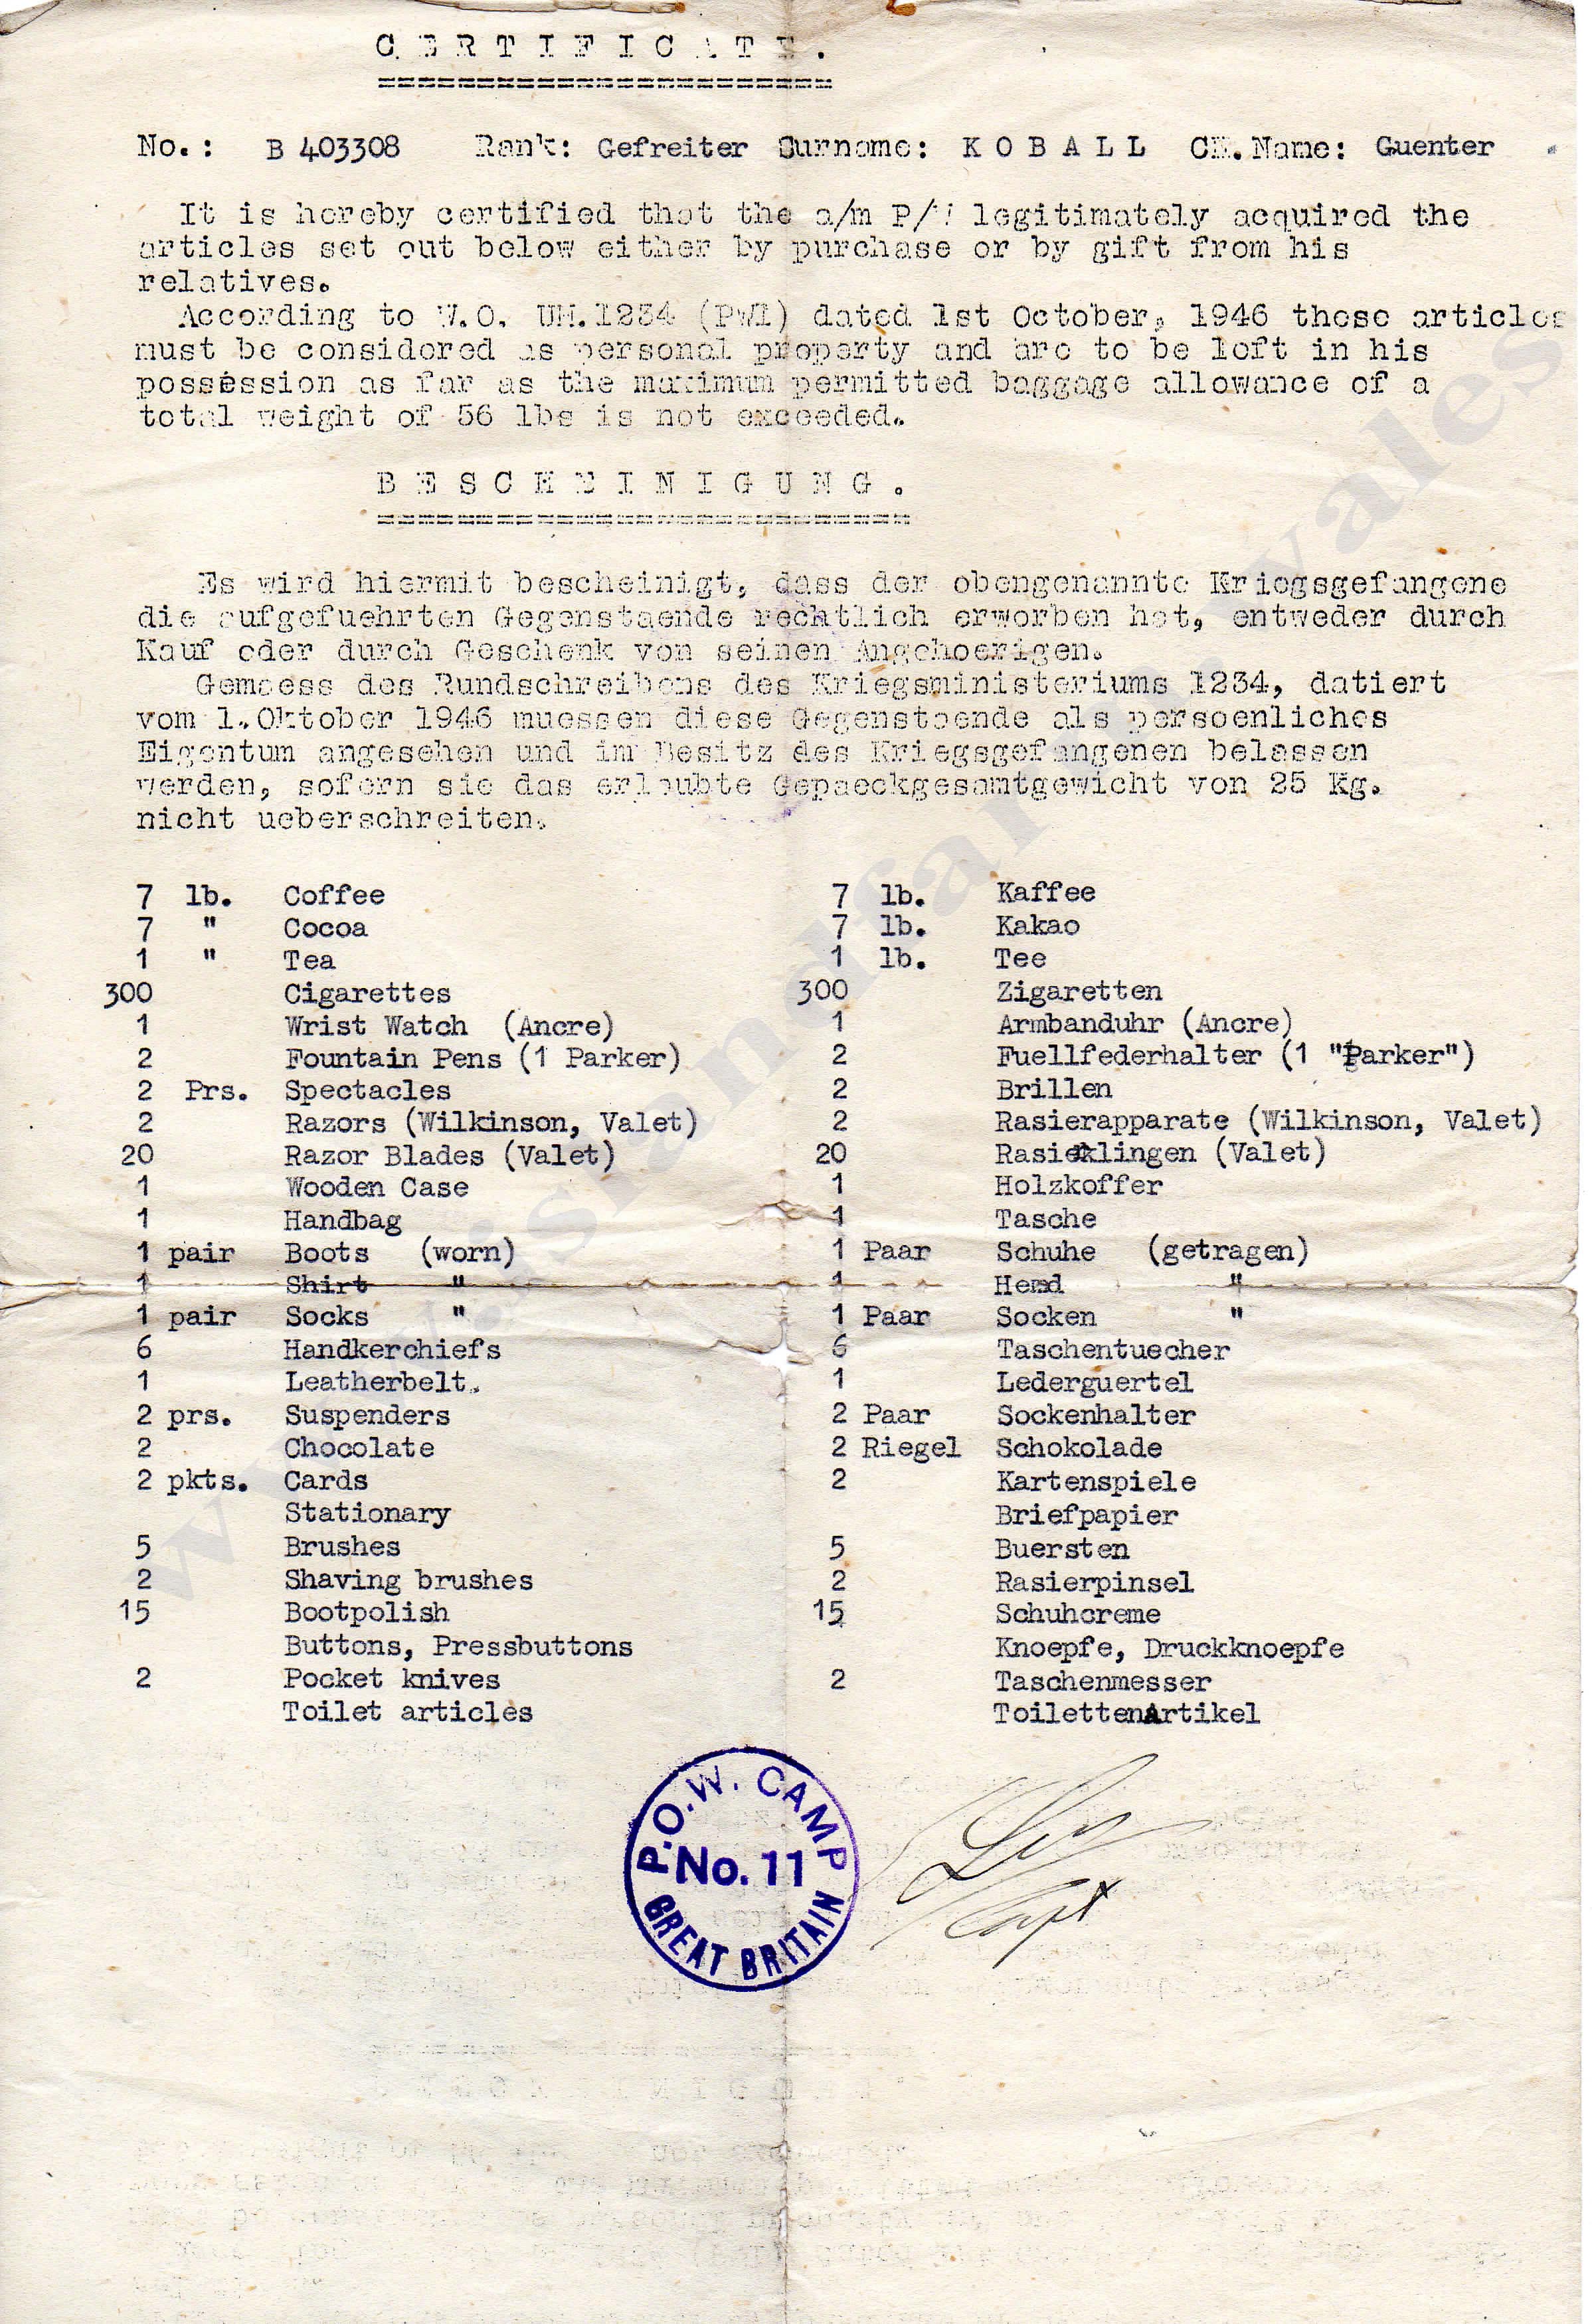 CERTIFICATE.
No.: B 403308 Rank: Gefreiter Surname: KOBALL CH.Name: Guenter
It is hereby certified that the a/m P/W legitimately acquired the
articles set out below either by purchase or by gift from his
relatives.
According to W.O. UM.1234 (PW1) dated 1st October, 1946 these articles
must be considered as personal property and are to be left in his
possession as far as the maximum permitted baggage allowance of a
total weight of 56 lbs is not exceeded.
BESCHEINIGUNG.
Es wird hiermit bescheinigt, dass der obengenannte Kriegsgefangene
die aufgefuehrten Gegenstaende rechtlich erworben hat, entweder durch
Kauf oder durch Geschenk von seinen Angehoerigen.
Gemaess des Rundschreibens des Kriegsministeriums 1234, datiert
vom 1.Oktober 1946 muessen diese Gegenstaende als persoenliches
Eigentum angesehen und im Besitz des Kriegsgefangenen belassen
werden, sofern sie das erlaubte Gepaeckgesamtgewicht von 25 Kg.
nicht ueberschreiten.
7 lb. Coffee 7 lb. Kaffee
7 " Cocoa 7 lb. Kakao
1 " Tea 1 lb. Tee
300 Cigarettes 300 Zigaretten
1 Wrist Watch (Ancre) 1 Armbanduhr (Ancre)
2 Fountain Pens (1 Parker) 2 Fuellfederhalter (1 "Parker")
2 Prs. Spectacles 2 Brillen
2 Razors (Wilkinson, Valet) 2 Rasierapparate (Wilkinson, Valet)
20 Razor Blades (Valet) 20 Rasierklingen (Valet)
1 Wooden Case 1 Holzkoffer
1 Handbag 1 Tasche
1 pair Boots (worn) 1 Paar Schuhe (getragen)
1 Shirt " 1 Hemd "
1 pair Socks " 1 Paar Socken "
6 Handkerchiefs 6 Taschentuecher
1 Leatherbelt. 1 Lederguertel
2 prs. Suspenders 2 Paar Sockenhalter
2 Chocolate 2 Riegel Schokolade
2 pkts. Cards 2 Kartenspiele
Stationary Briefpapier
5 Brushes 5 Buersten
2 Shaving brushes 2 Rasierpinsel
15 Bootpolish 15 Schuhcreme
Buttons, Pressbuttons Knoepfe, Druckknoepfe
2 Pocket knives 2 Taschenmesser
Toilet articles ToilettenArtikel
P.O.W. CAMP
No. 11
GREAT BRITAIN
Capt